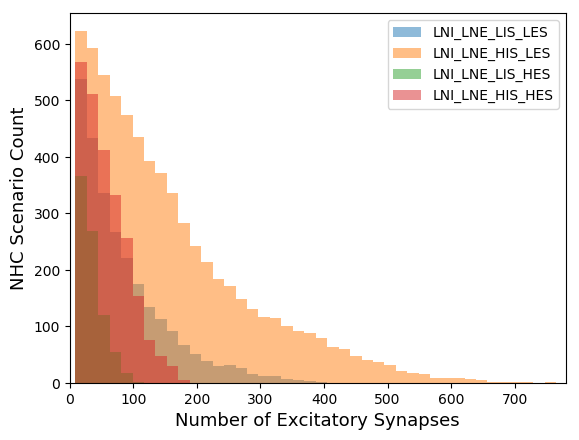 LNI_LNE_LIS_LES
LNI_LNE_HIS_LES
LNI_LNE_LIS_HES
LNI_LNE_HIS_HES
NHC Scenario Count
600
500
400
300
200
100
0
0 100 200 300 400 500 600 700
Number of Excitatory Synapses